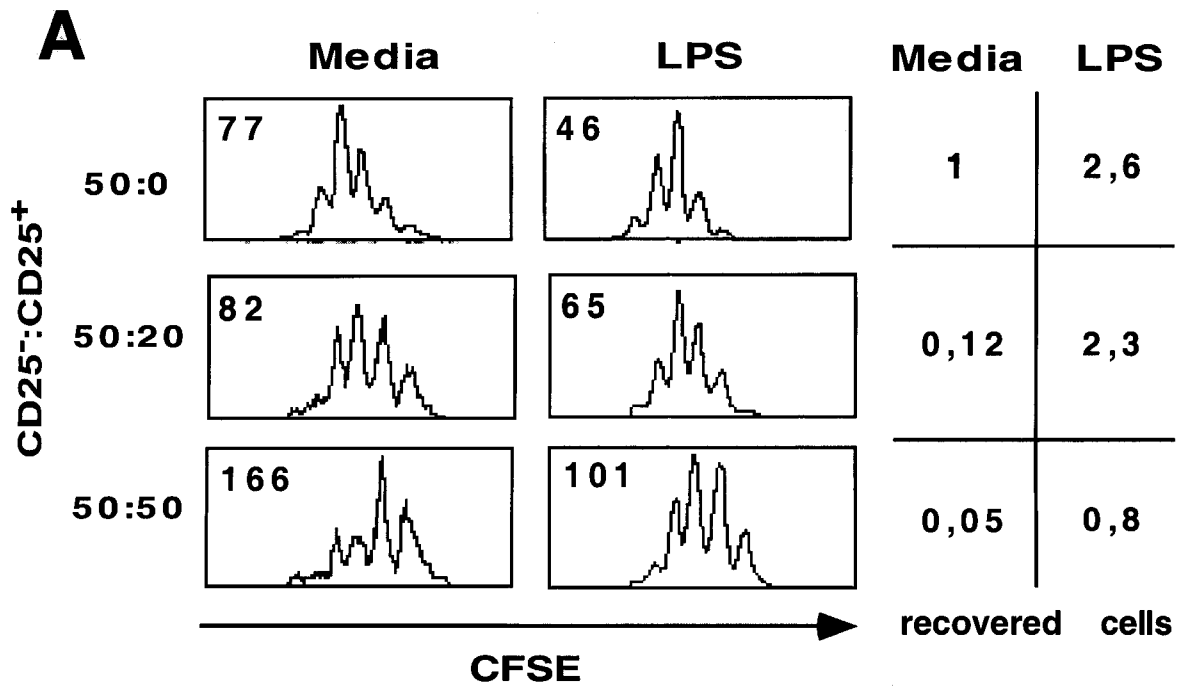 A
Media LPS Media LPS
CD25⁻:CD25⁺
50:0 77 46 1 2,6
50:20 82 65 0,12 2,3
50:50 166 101 0,05 0,8
recovered cells
CFSE